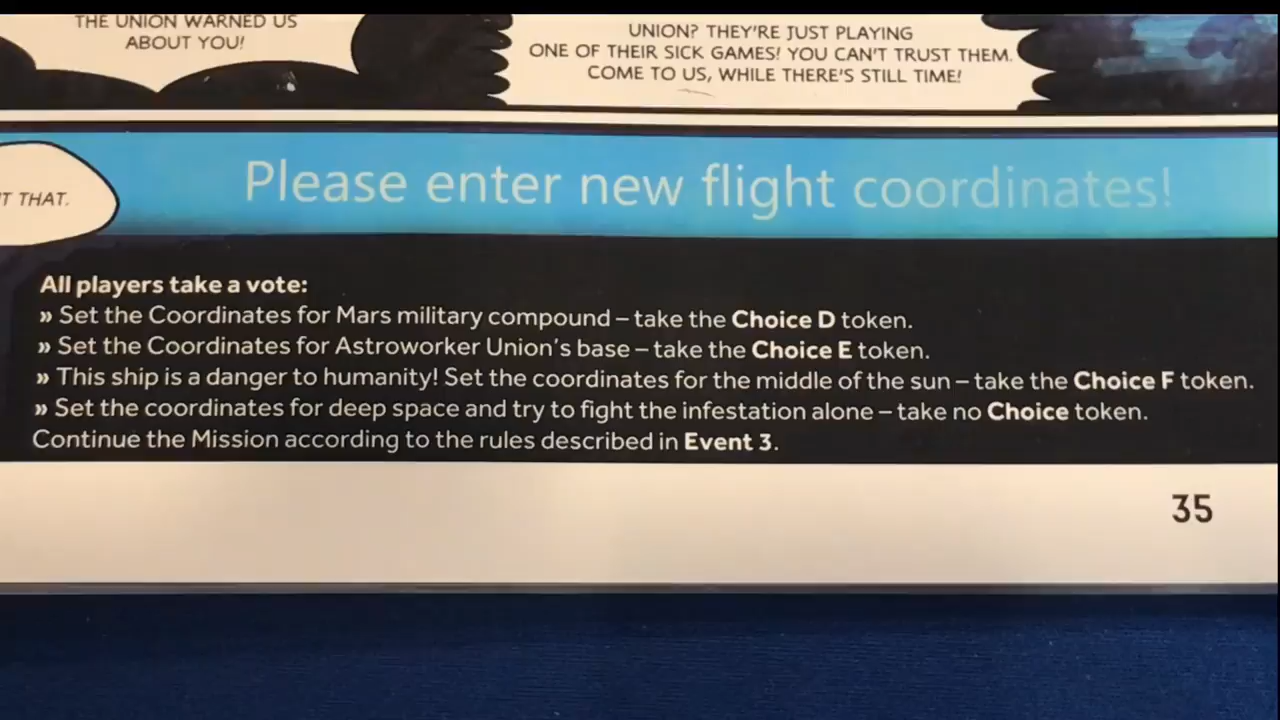 THE UNION WARNED US
ABOUT YOU!
UNION? THEY'RE JUST PLAYING
ONE OF THEIR SICK GAMES! YOU CAN'T TRUST THEM.
COME TO US, WHILE THERE'S STILL TIME!
T THAT.
Please enter new flight coordinates!
All players take a vote:
» Set the Coordinates for Mars military compound – take the Choice D token.
» Set the Coordinates for Astroworker Union's base – take the Choice E token.
» This ship is a danger to humanity! Set the coordinates for the middle of the sun – take the Choice F token.
» Set the coordinates for deep space and try to fight the infestation alone – take no Choice token.
Continue the Mission according to the rules described in Event 3.
35